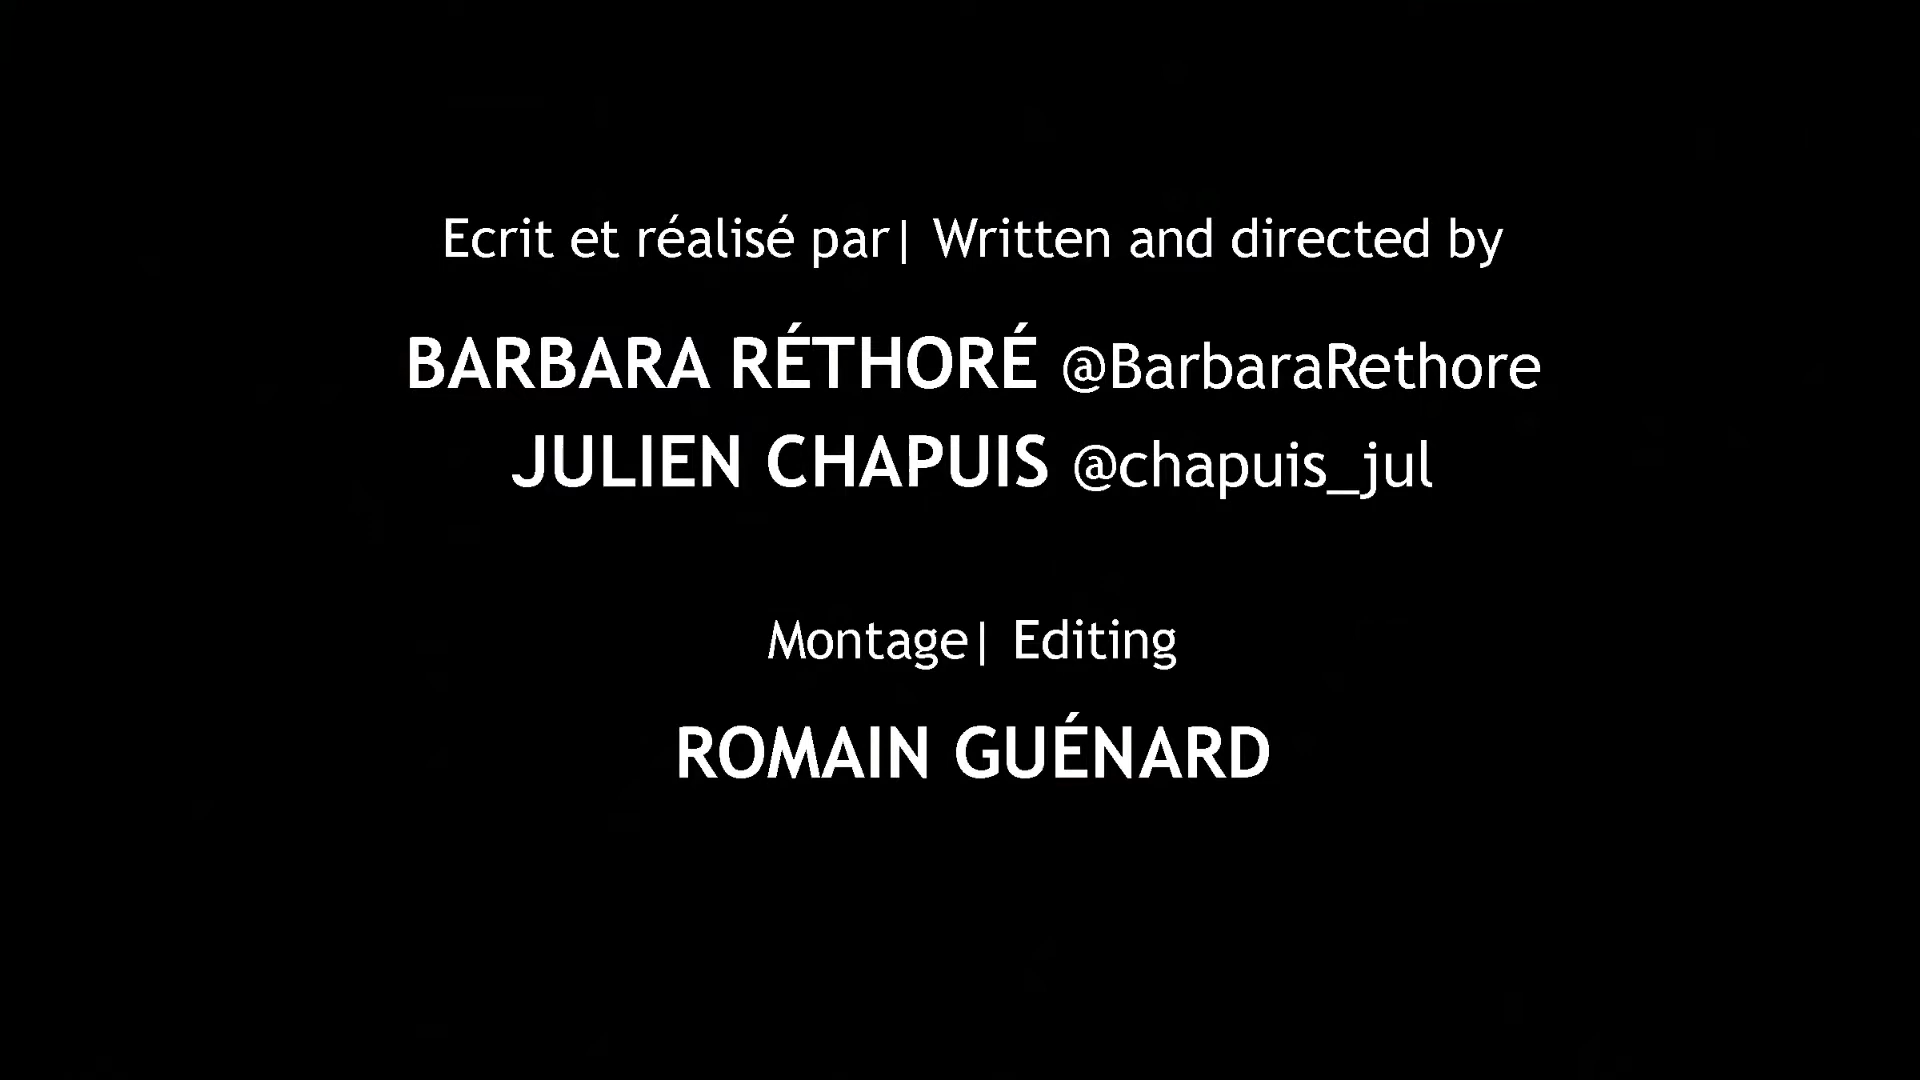 Ecrit et réalisé par| Written and directed by
BARBARA RÉTHORÉ @BarbaraRethore
JULIEN CHAPUIS @chapuis_jul
Montage| Editing
ROMAIN GUÉNARD